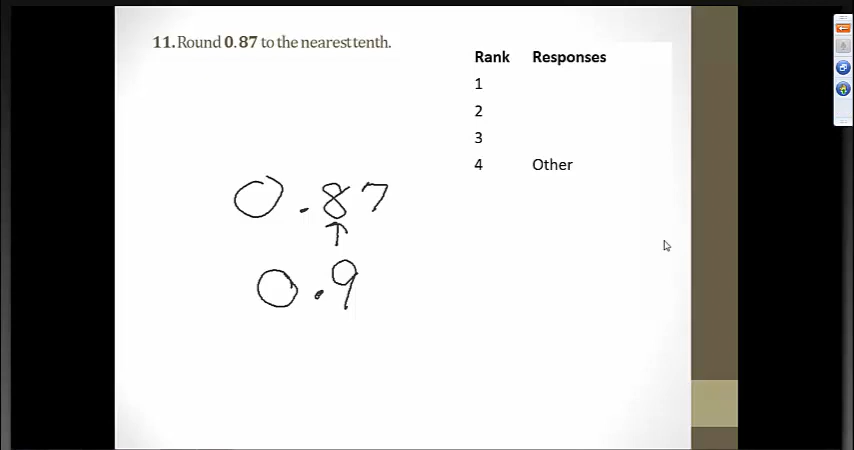 11. Round 0.87 to the nearest tenth.
Rank Responses
1
2
3
4 Other
0.87
↑
0.9